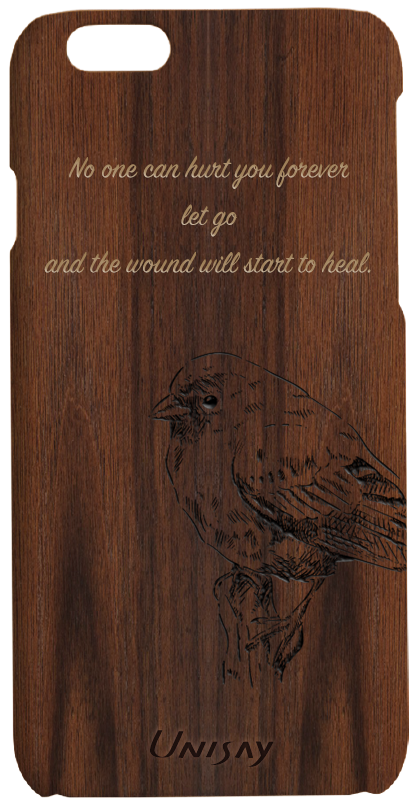 No one can hurt you forever
let go
and the wound will start to heal.
UNISAY